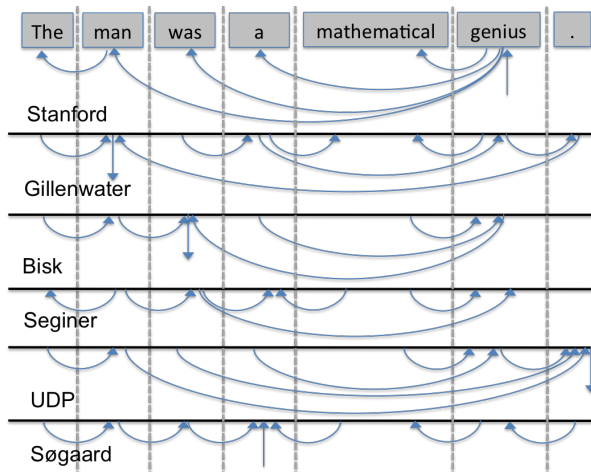 The man was a mathematical genius .
Stanford
Gillenwater
Bisk
Seginer
UDP
Søgaard